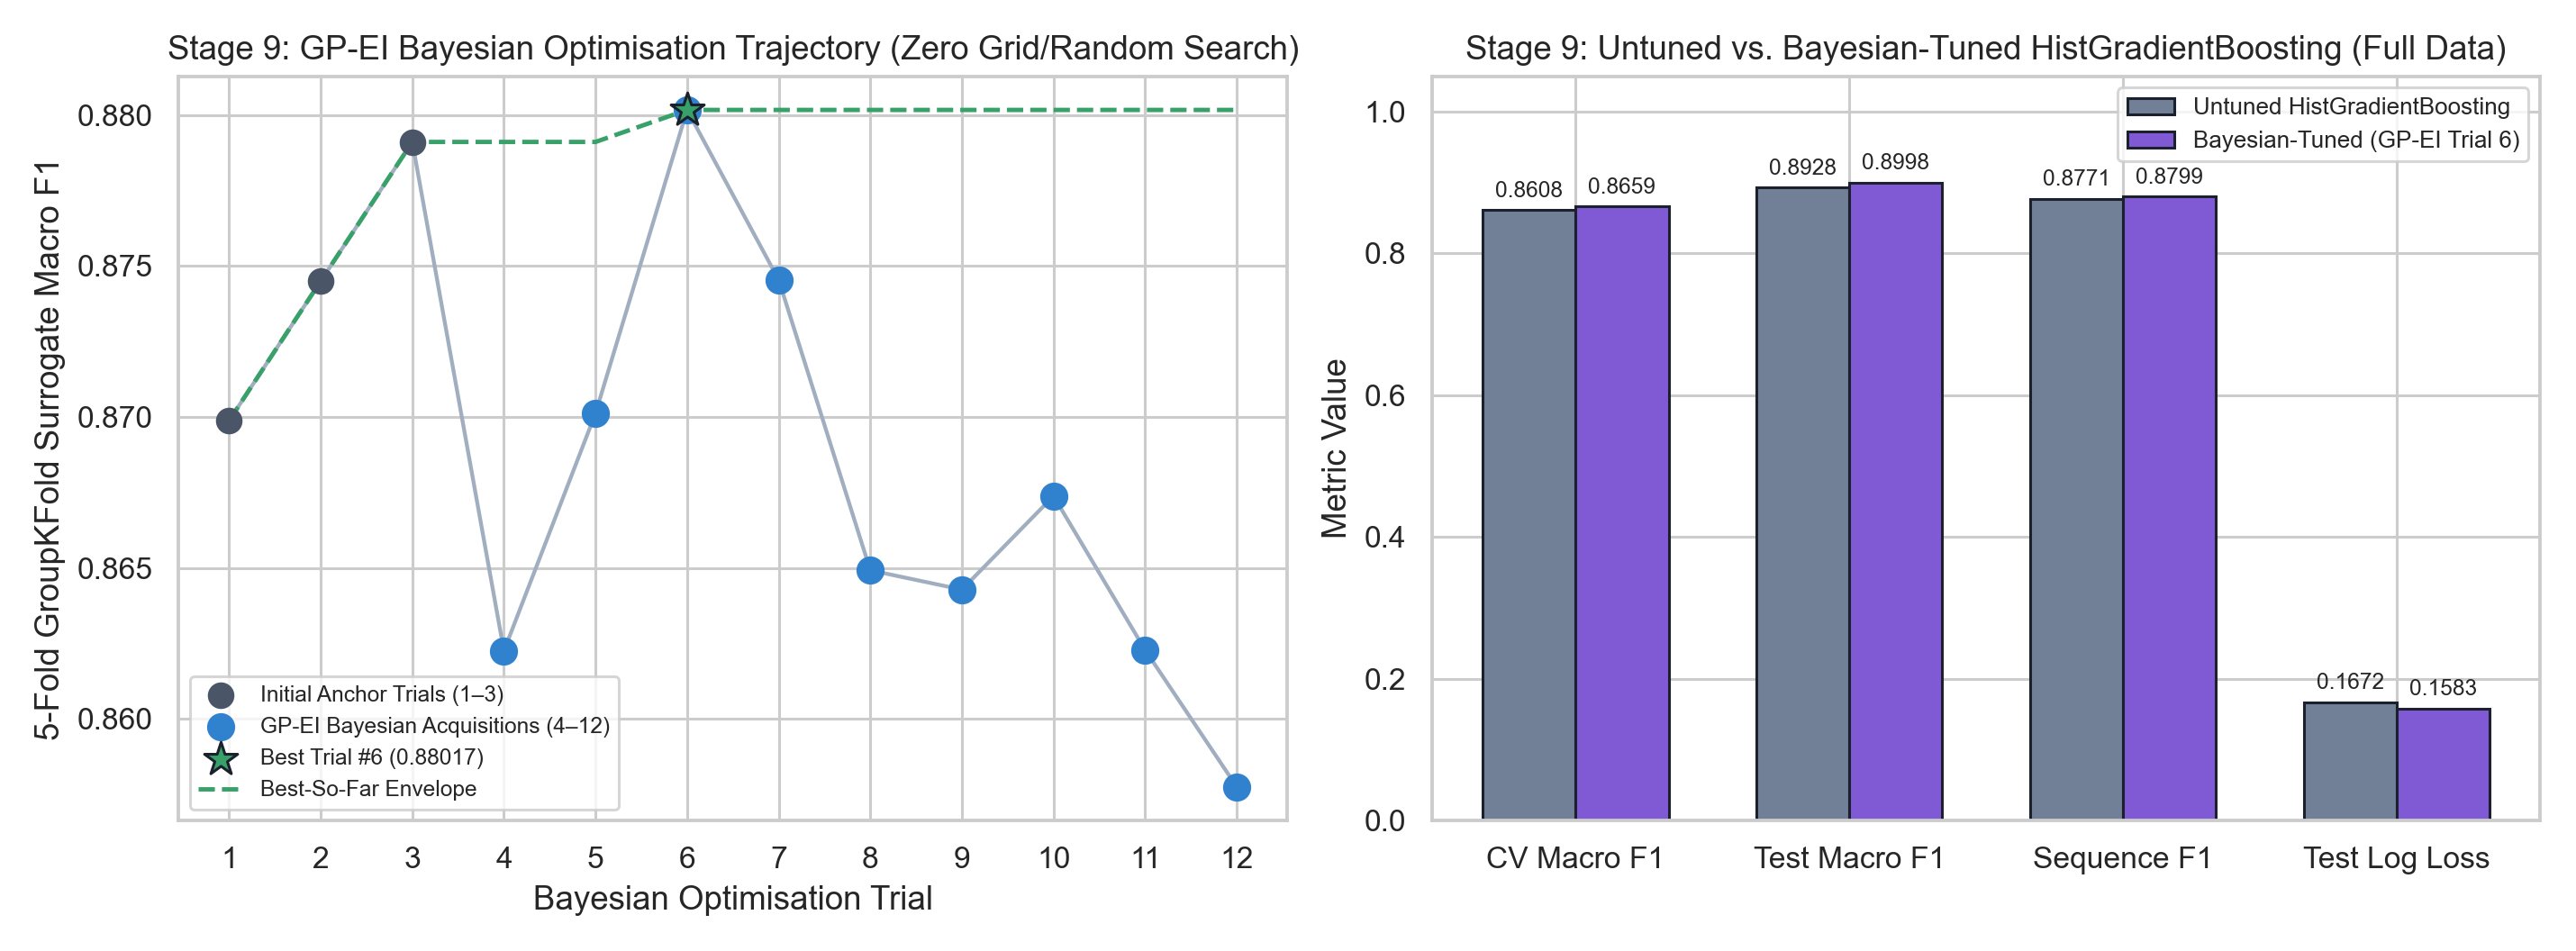 Stage 9: GP-EI Bayesian Optimisation Trajectory (Zero Grid/Random Search)
5-Fold GroupKFold Surrogate Macro F1
0.880
0.875
0.870
0.865
0.860
Initial Anchor Trials (1–3)
GP-EI Bayesian Acquisitions (4–12)
Best Trial #6 (0.88017)
Best-So-Far Envelope
1 2 3 4 5 6 7 8 9 10 11 12
Bayesian Optimisation Trial
Stage 9: Untuned vs. Bayesian-Tuned HistGradientBoosting (Full Data)
Metric Value
1.0
0.8
0.6
0.4
0.2
0.0
Untuned HistGradientBoosting
Bayesian-Tuned (GP-EI Trial 6)
0.8608 0.8659 0.8928 0.8998 0.8771 0.8799 0.1672 0.1583
CV Macro F1 Test Macro F1 Sequence F1 Test Log Loss